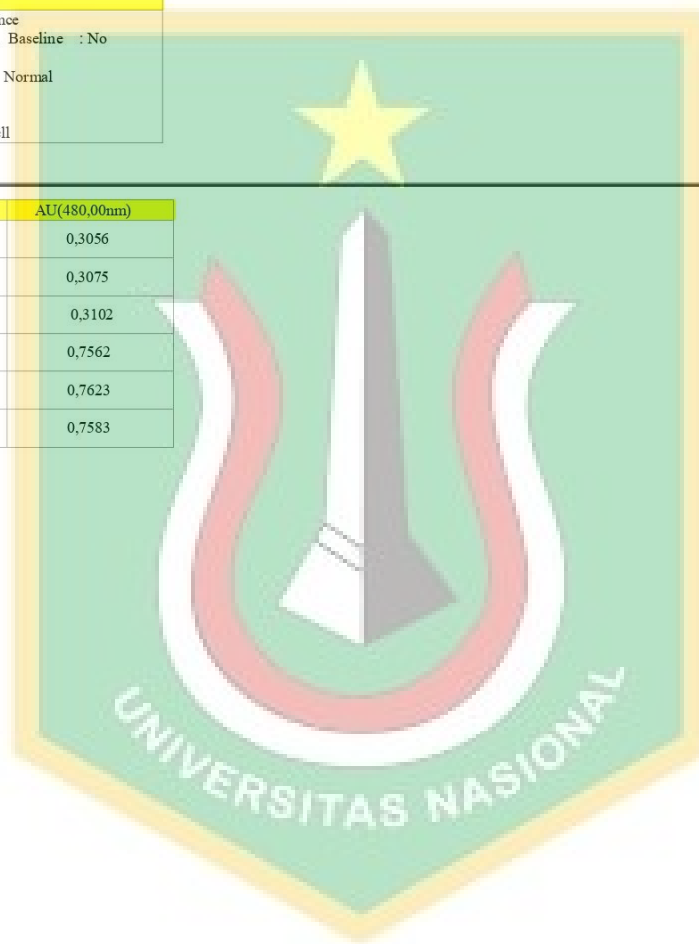 Baseline : No
Normal
AU(480,00nm)
0,3056
0,3075
0,3102
0,7562
0,7623
0,7583
UNIVERSITAS NASIONAL